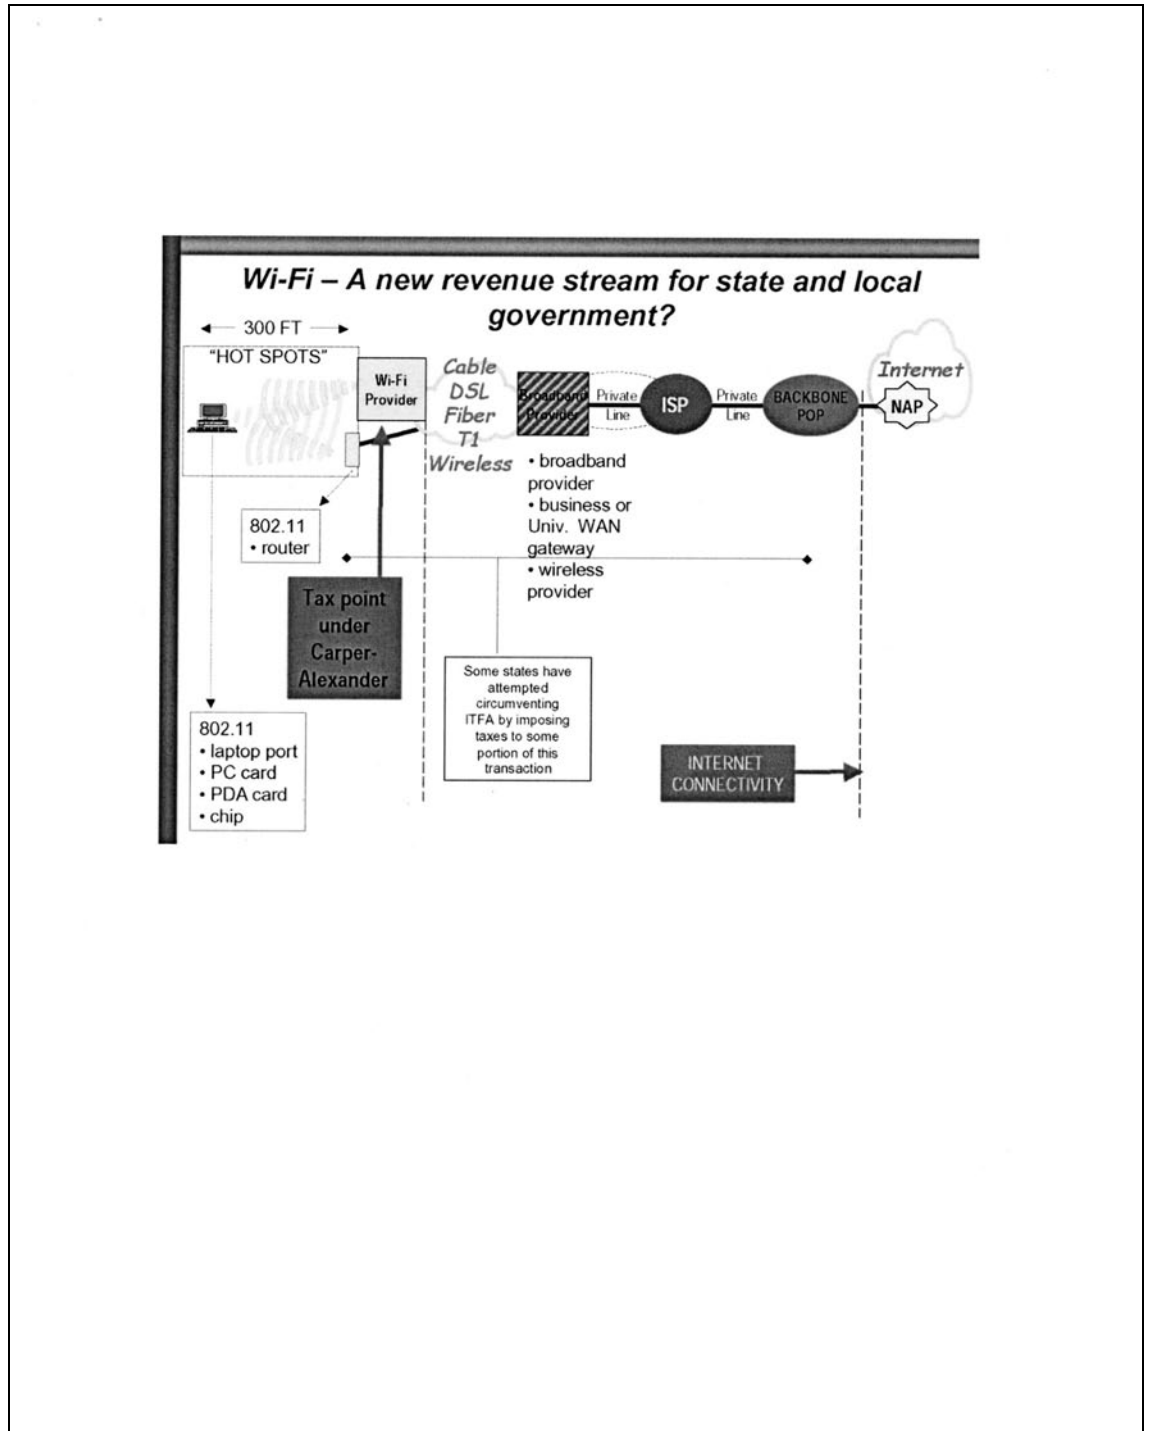 Wi-Fi – A new revenue stream for state and local
government?
300 FT
"HOT SPOTS"
Wi-Fi
Provider
Cable
DSL
Fiber
T1
Wireless
Broadband
Provider
Private
Line
ISP
Private
Line
BACKBONE
POP
Internet
NAP
• broadband
provider
• business or
Univ. WAN
gateway
• wireless
provider
802.11
• router
Tax point
under
Carper-
Alexander
Some states have
attempted
circumventing
ITFA by imposing
taxes to some
portion of this
transaction
802.11
• laptop port
• PC card
• PDA card
• chip
INTERNET
CONNECTIVITY